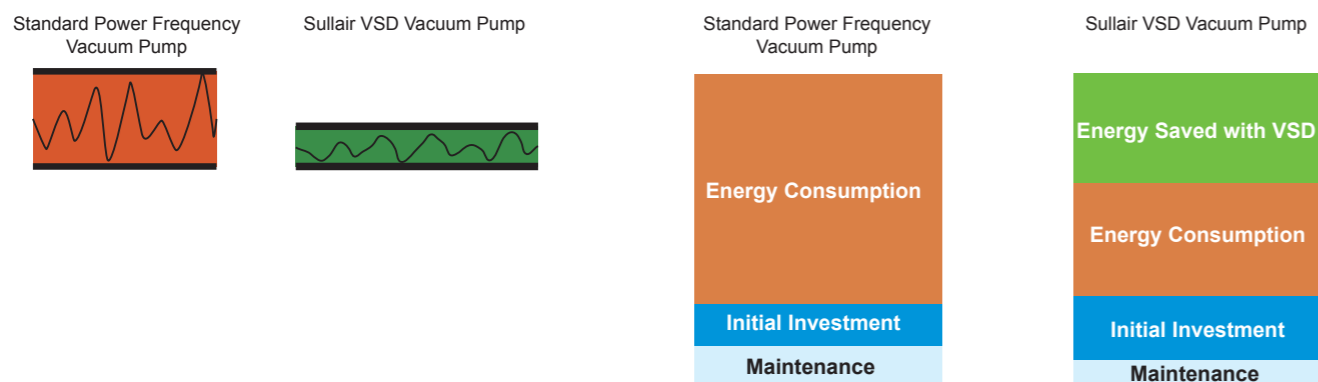 Standard Power Frequency
Vacuum Pump
Sullair VSD Vacuum Pump
Standard Power Frequency
Vacuum Pump
Energy Consumption
Initial Investment
Maintenance
Sullair VSD Vacuum Pump
Energy Saved with VSD
Energy Consumption
Initial Investment
Maintenance